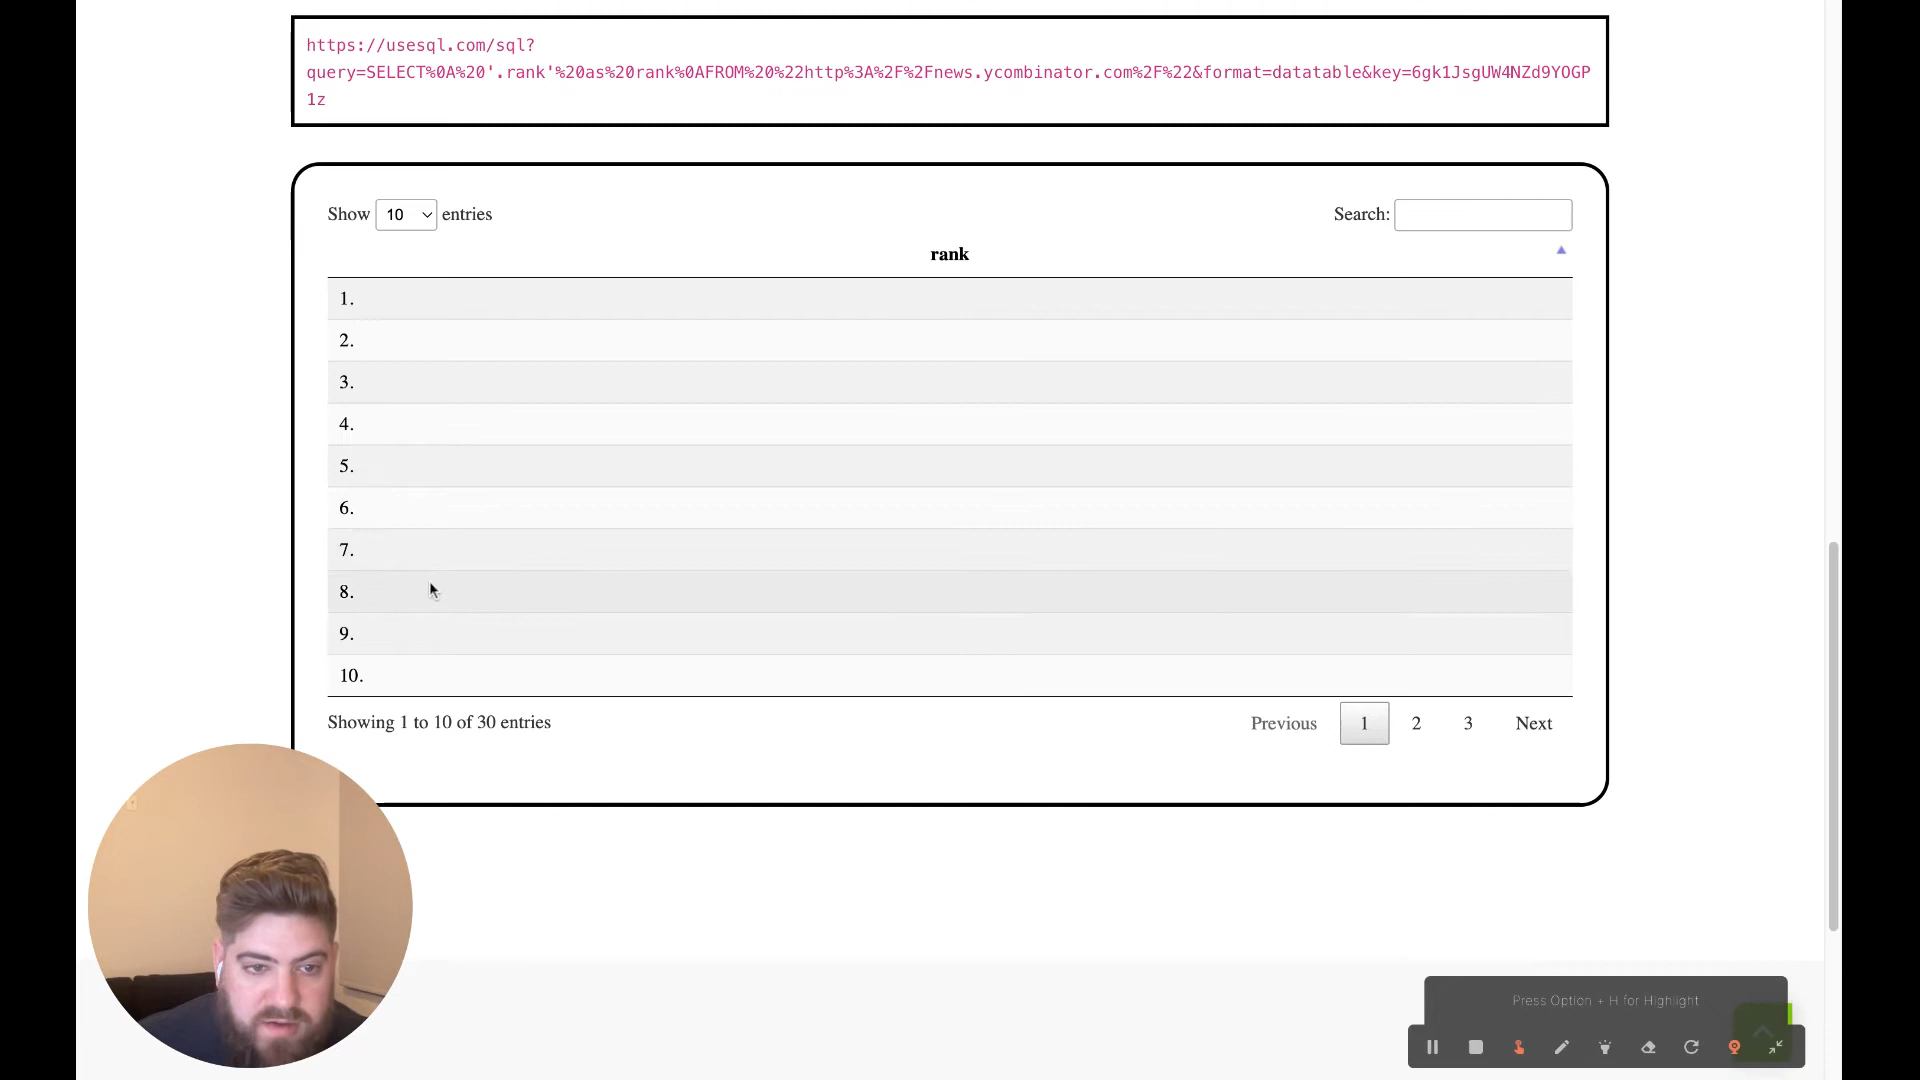 https://usesql.com/sql?
query=SELECT%0A%20'.rank'%20as%20rank%0AFROM%20%22http%3A%2F%2Fnews.ycombinator.com%2F%22&format=datatable&key=6gk1JsgUW4NZd9YOGP
1z
Show 10 entries Search:
rank
1.
2.
3.
4.
5.
6.
7.
8.
9.
10.
Showing 1 to 10 of 30 entries Previous 1 2 3 Next
Press Option + H for Highlight